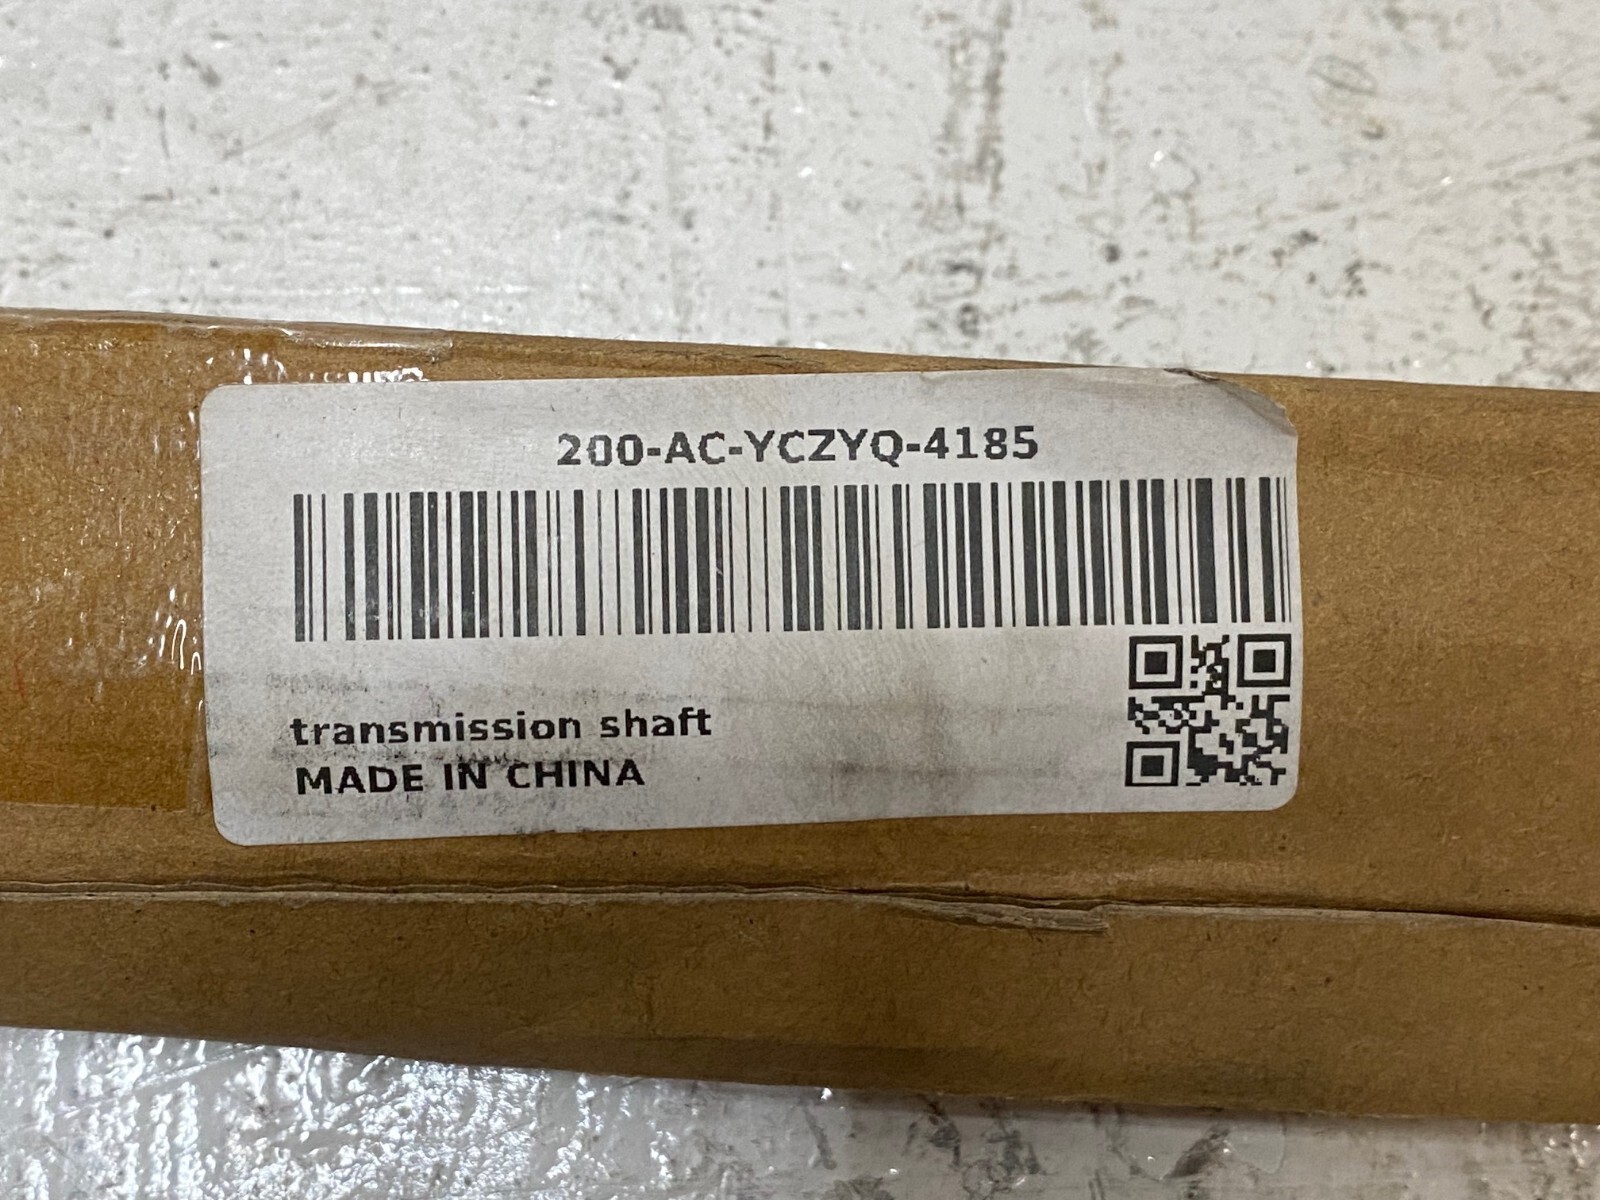 200-AC-YCZYQ-4185
transmission shaft
MADE IN CHINA